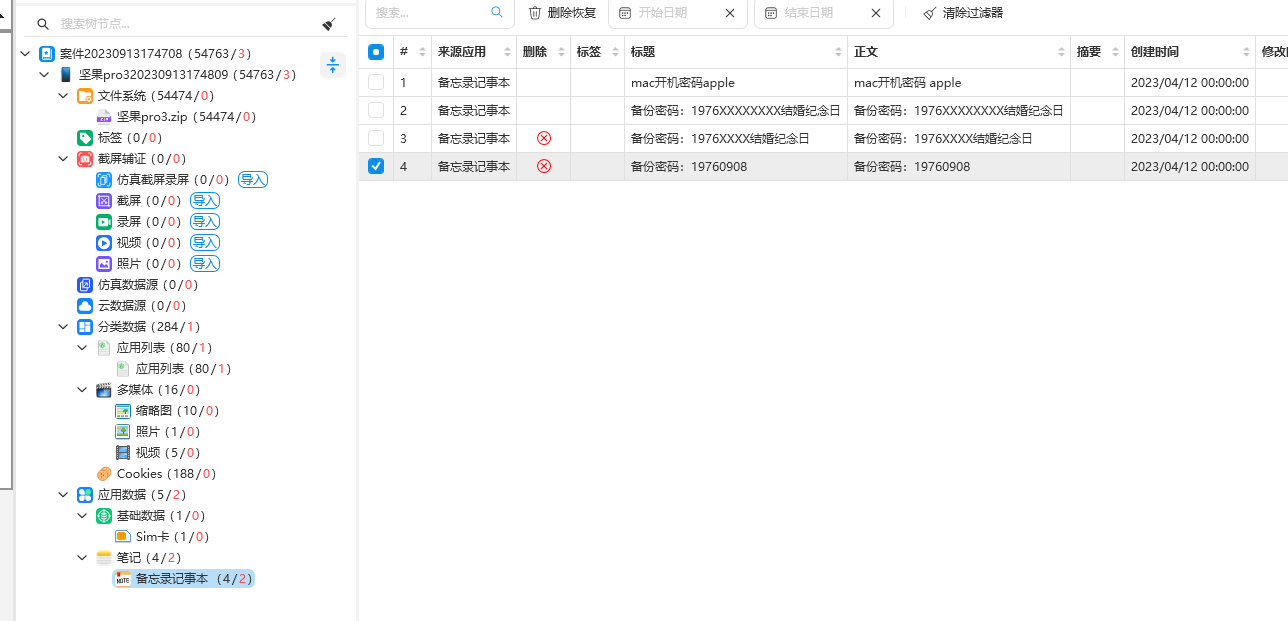 搜索树节点...
案件20230913174708 (54763/3)
坚果pro320230913174809 (54763/3)
文件系统 (54474/0)
坚果pro3.zip (54474/0)
标签 (0/0)
截屏辅证 (0/0)
仿真截屏录屏 (0/0) 导入
截屏 (0/0) 导入
录屏 (0/0) 导入
视频 (0/0) 导入
照片 (0/0) 导入
仿真数据源 (0/0)
云数据源 (0/0)
分类数据 (284/1)
应用列表 (80/1)
应用列表 (80/1)
多媒体 (16/0)
缩略图 (10/0)
照片 (1/0)
视频 (5/0)
Cookies (188/0)
应用数据 (5/2)
基础数据 (1/0)
Sim卡 (1/0)
笔记 (4/2)
NOTE 备忘录记事本 (4/2)
搜索... 删除恢复 开始日期 结束日期 清除过滤器
# 来源应用 删除 标签 标题 正文 摘要 创建时间 修改
1 备忘录记事本 mac开机密码apple mac开机密码 apple 2023/04/12 00:00:00
2 备忘录记事本 备份密码：1976XXXXXXXX结婚纪念日 备份密码：1976XXXXXXXX结婚纪念日 2023/04/12 00:00:00
3 备忘录记事本 备份密码：1976XXXX结婚纪念日 备份密码：1976XXXX结婚纪念日 2023/04/12 00:00:00
4 备忘录记事本 备份密码：19760908 备份密码：19760908 2023/04/12 00:00:00